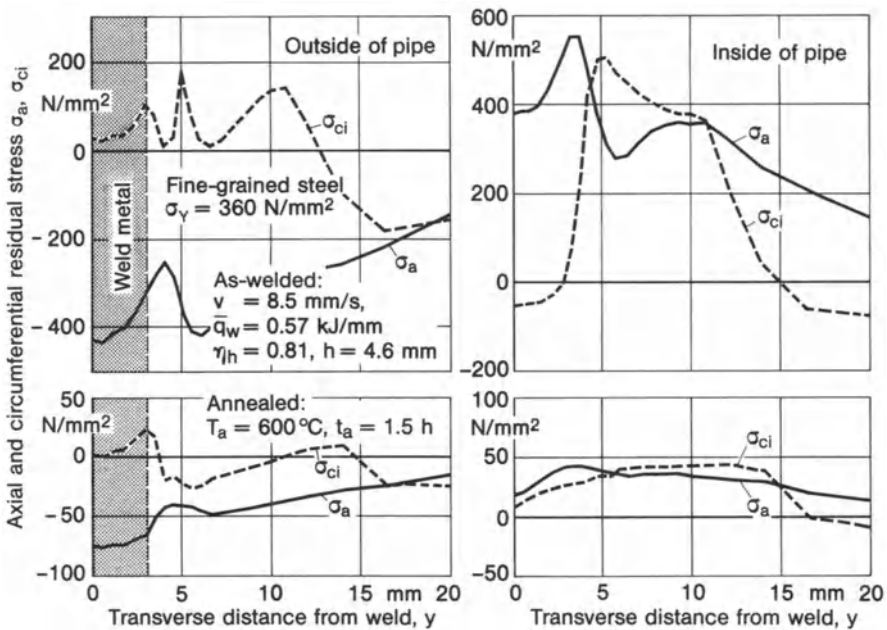 Axial and circumferential residual stress σa, σci
200
N/mm²
100
0
-200
-400
Weld metal
Outside of pipe
σci
Fine-grained steel
σY = 360 N/mm²
As-welded:
v = 8.5 mm/s,
q̅w = 0.57 kJ/mm
ηh = 0.81, h = 4.6 mm
σa
600
N/mm²
400
200
0
-200
Inside of pipe
σa
σci
50
N/mm²
0
-50
-100
Annealed:
Ta = 600 °C, ta = 1.5 h
σci
σa
0 5 10 15 mm 20
Transverse distance from weld, y
100
N/mm²
50
0
-50
σci
σa
0 5 10 15 mm 20
Transverse distance from weld, y